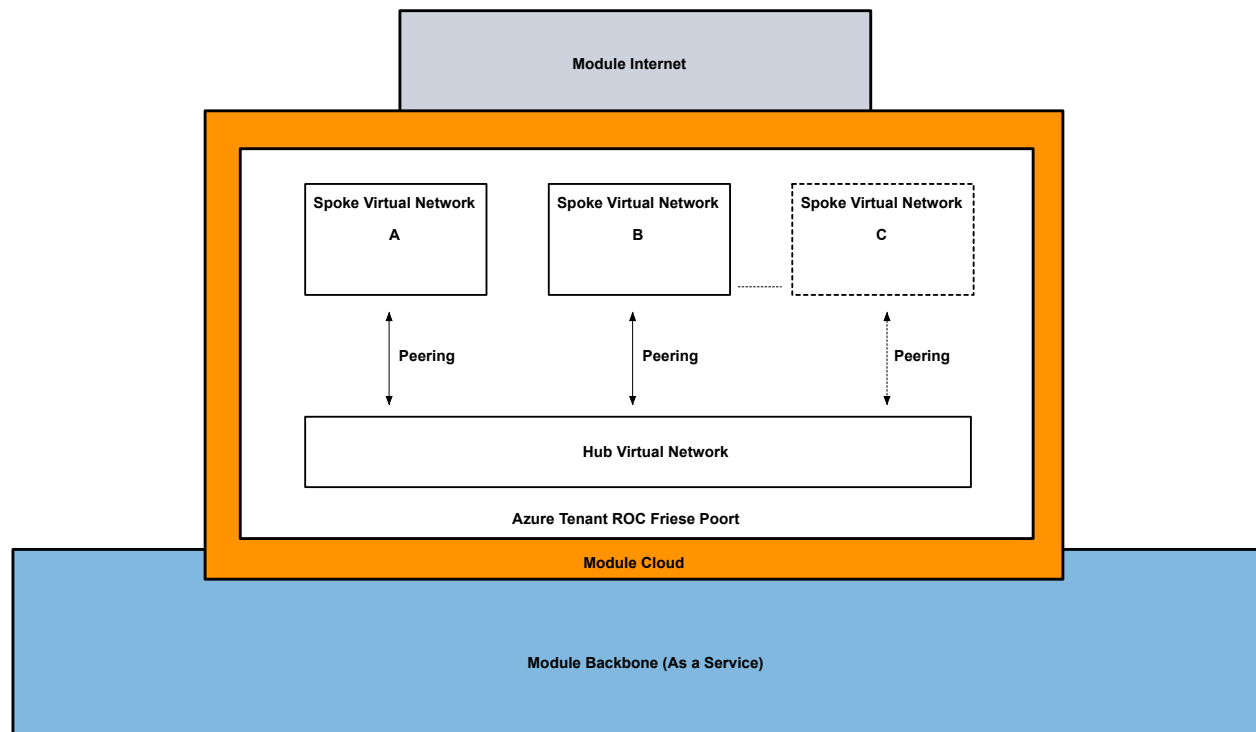 Module Internet
Spoke Virtual Network
A
Spoke Virtual Network
B
Spoke Virtual Network
C
Peering
Peering
Peering
Hub Virtual Network
Azure Tenant ROC Friese Poort
Module Cloud
Module Backbone (As a Service)